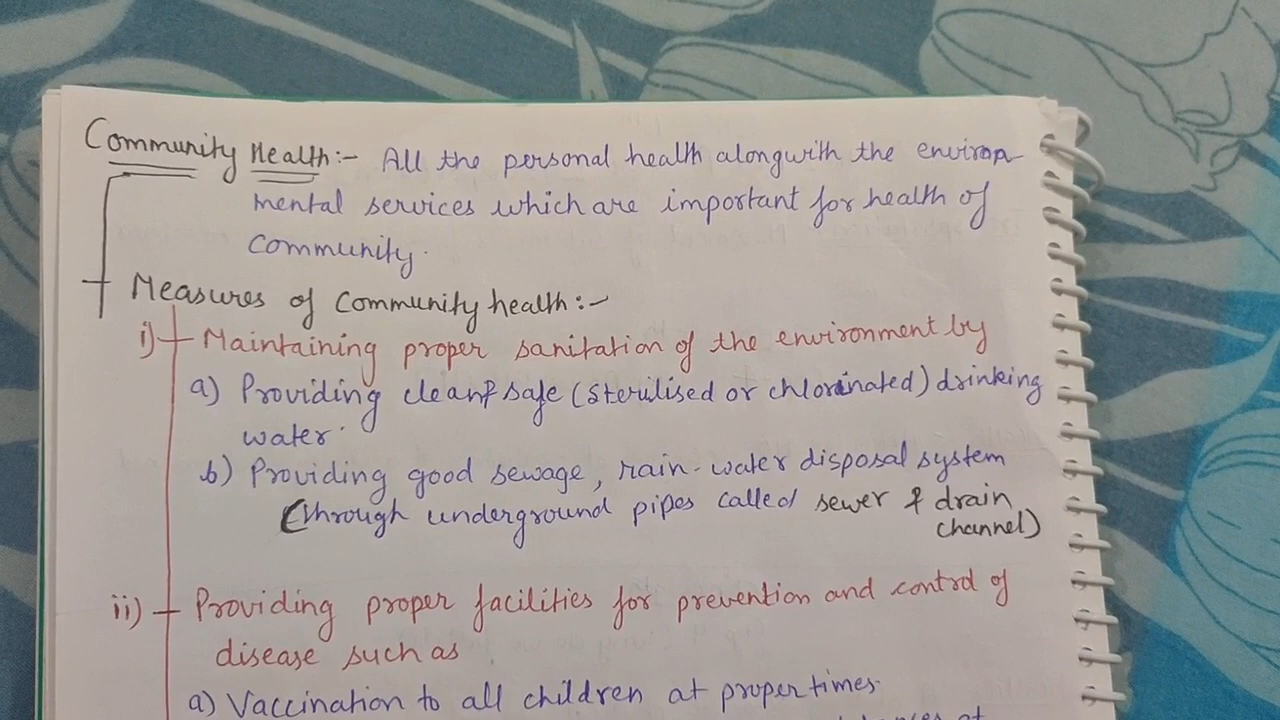 Community Health:- All the personal health alongwith the environ-
mental services which are important for health of
community.
Measures of community health:-
i) Maintaining proper sanitation of the environment by
a) Providing clean & safe (sterilised or chlorinated) drinking
water.
b) Providing good sewage, rain-water disposal system
(through underground pipes called sewer & drain
channel)
ii) Providing proper facilities for prevention and control of
disease such as
a) Vaccination to all children at proper times.
at